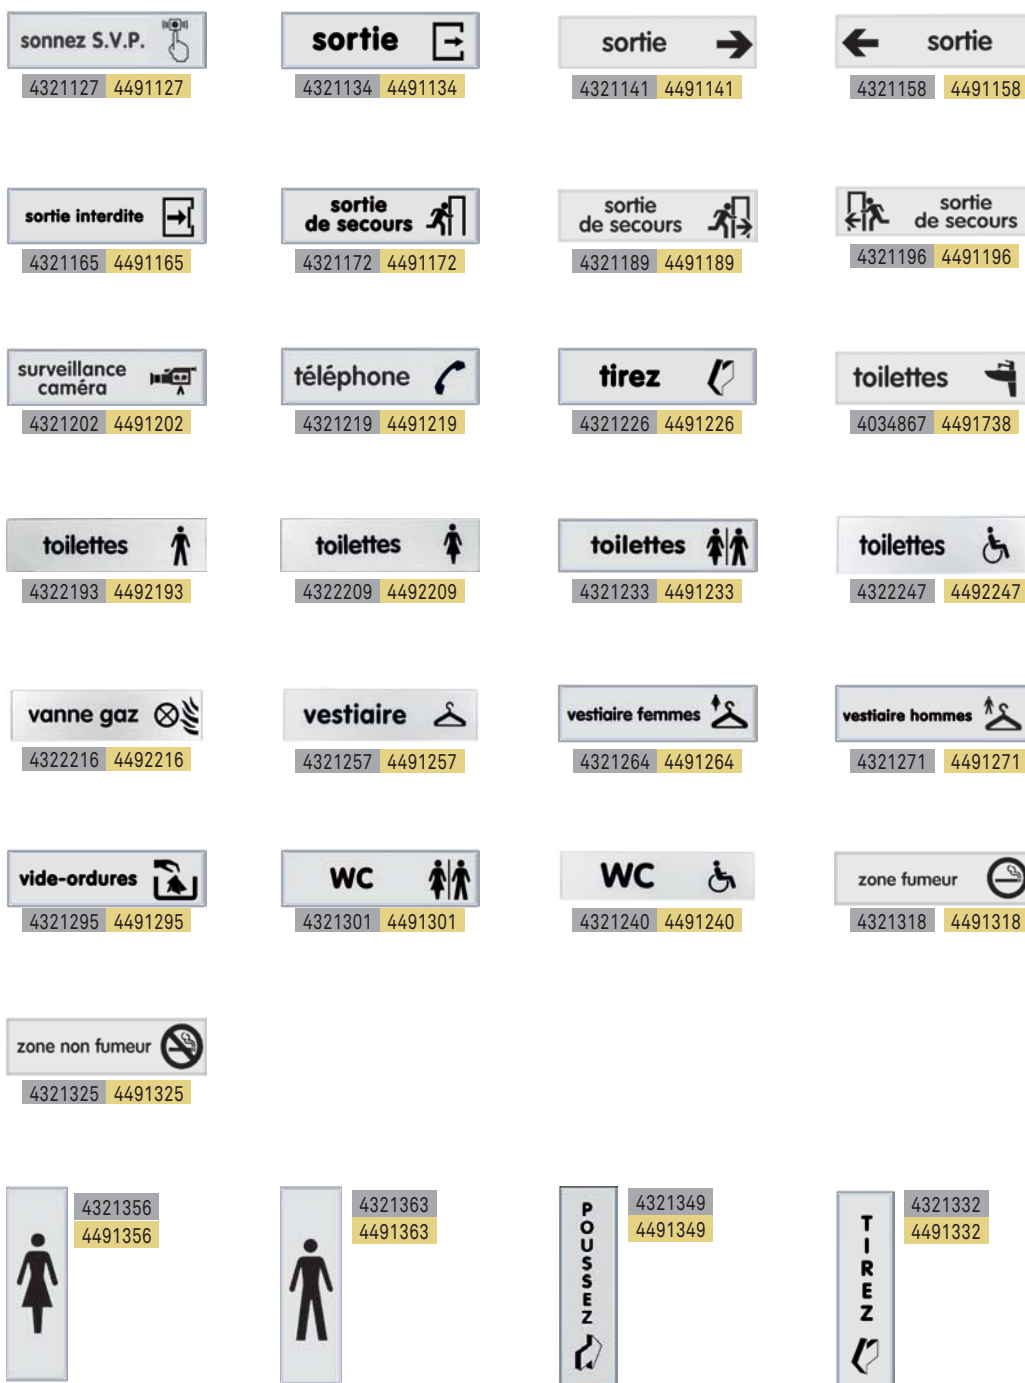 sonnez S.V.P.
4321127 4491127
sortie
4321134 4491134
sortie
4321141 4491141
sortie
4321158 4491158
sortie interdite
4321165 4491165
sortie
de secours
4321172 4491172
sortie
de secours
4321189 4491189
sortie
de secours
4321196 4491196
surveillance
caméra
4321202 4491202
téléphone
4321219 4491219
tirez
4321226 4491226
toilettes
4034867 4491738
toilettes
4322193 4492193
toilettes
4322209 4492209
toilettes
4321233 4491233
toilettes
4322247 4492247
vanne gaz
4322216 4492216
vestiaire
4321257 4491257
vestiaire femmes
4321264 4491264
vestiaire hommes
4321271 4491271
vide-ordures
4321295 4491295
WC
4321301 4491301
WC
4321240 4491240
zone fumeur
4321318 4491318
zone non fumeur
4321325 4491325
4321356
4491356
4321363
4491363
POUSSEZ
4321349
4491349
TIREZ
4321332
4491332